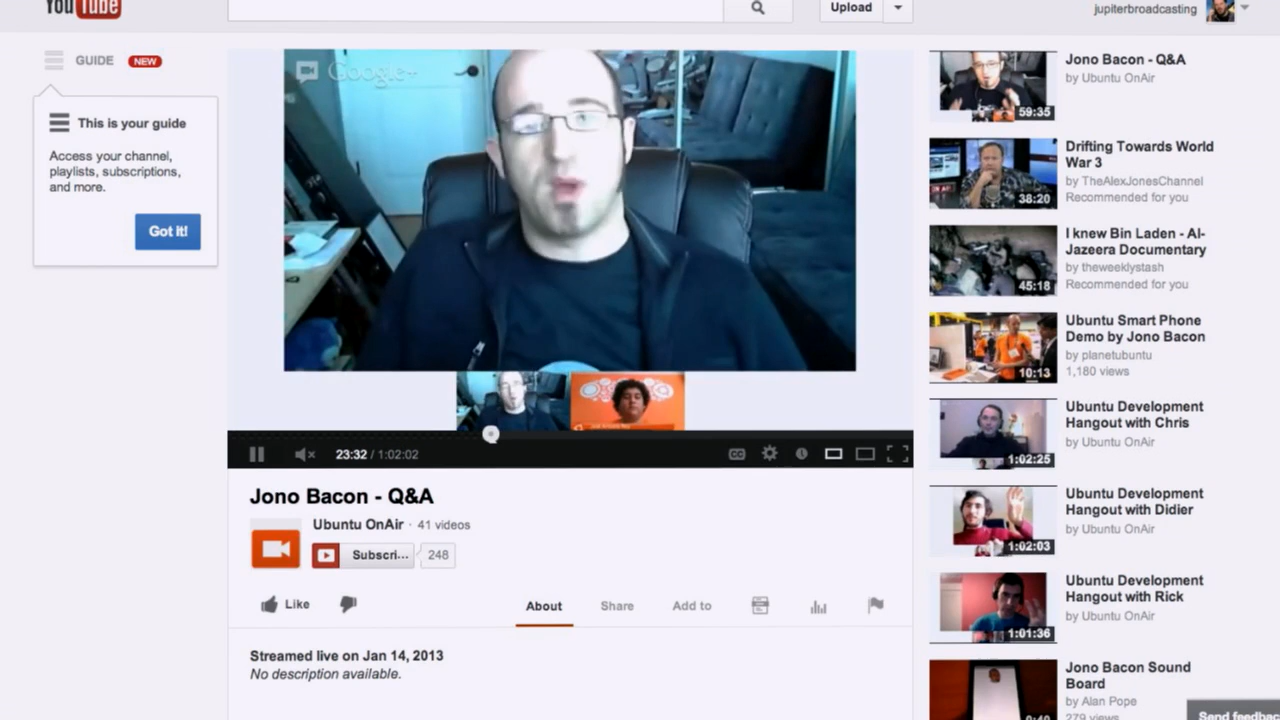 YouTube
Upload
jupiterbroadcasting
GUIDE NEW
This is your guide
Access your channel,
playlists, subscriptions,
and more.
Got it!
Google+
23:32 / 1:02:02
CC
Jono Bacon - Q&A
Ubuntu OnAir · 41 videos
Subscri... 248
Like
About
Share
Add to
Streamed live on Jan 14, 2013
No description available.
59:35
Jono Bacon - Q&A
by Ubuntu OnAir
38:20
Drifting Towards World
War 3
by TheAlexJonesChannel
Recommended for you
45:18
I knew Bin Laden - Al-
Jazeera Documentary
by theweeklystash
Recommended for you
10:13
Ubuntu Smart Phone
Demo by Jono Bacon
by planetubuntu
1,180 views
1:02:25
Ubuntu Development
Hangout with Chris
by Ubuntu OnAir
1:02:03
Ubuntu Development
Hangout with Didier
by Ubuntu OnAir
1:01:36
Ubuntu Development
Hangout with Rick
by Ubuntu OnAir
Jono Bacon Sound
Board
by Alan Pope
279 views
Send feedbac